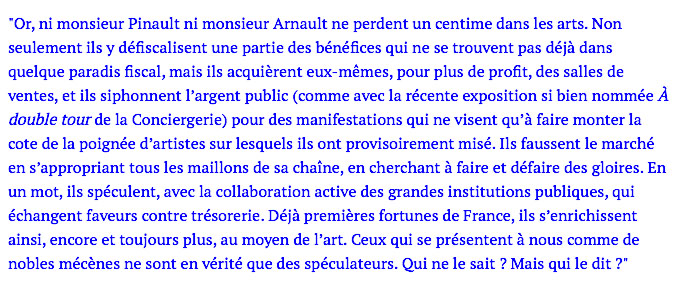 "Or, ni monsieur Pinault ni monsieur Arnault ne perdent un centime dans les arts. Non
seulement ils y défiscalisent une partie des bénéfices qui ne se trouvent pas déjà dans
quelque paradis fiscal, mais ils acquièrent eux-mêmes, pour plus de profit, des salles de
ventes, et ils siphonnent l’argent public (comme avec la récente exposition si bien nommée À
double tour de la Conciergerie) pour des manifestations qui ne visent qu’à faire monter la
cote de la poignée d’artistes sur lesquels ils ont provisoirement misé. Ils faussent le marché
en s’appropriant tous les maillons de sa chaîne, en cherchant à faire et défaire des gloires. En
un mot, ils spéculent, avec la collaboration active des grandes institutions publiques, qui
échangent faveurs contre trésorerie. Déjà premières fortunes de France, ils s’enrichissent
ainsi, encore et toujours plus, au moyen de l’art. Ceux qui se présentent à nous comme de
nobles mécènes ne sont en vérité que des spéculateurs. Qui ne le sait ? Mais qui le dit ?"